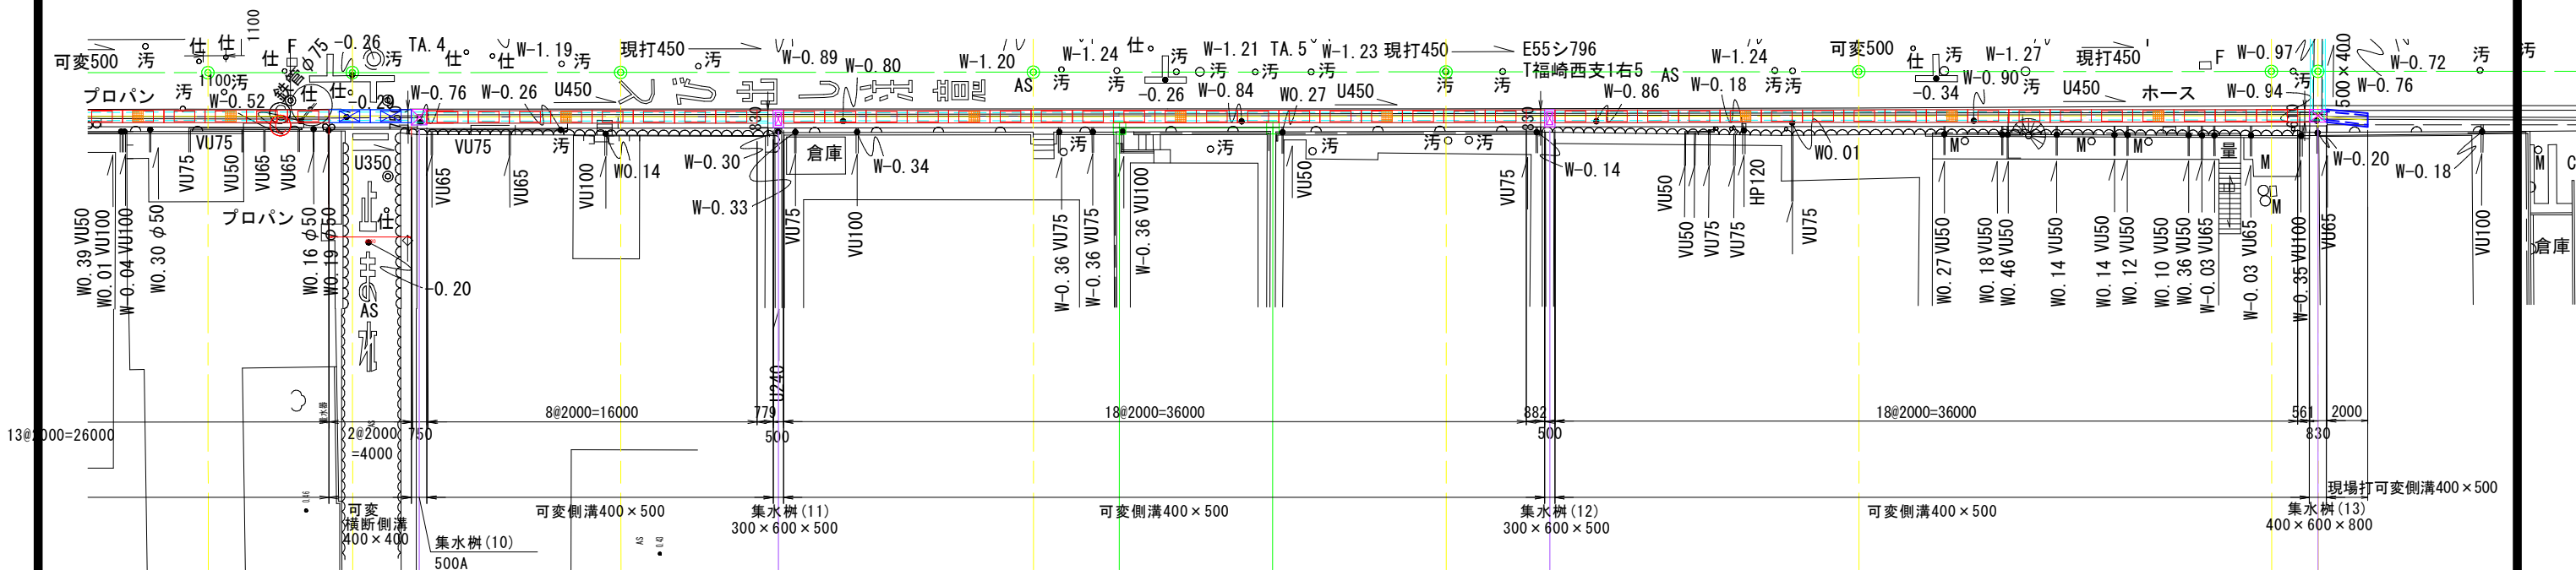 1100
可変500
汚
仕
仕
仕
F
-0.26
汚
TA.4
仕
仕
W-1.19
汚
現打450
汚
W-0.89
W-0.80
W-1.20
AS
汚
W-1.24
仕
汚
W-1.21
汚
TA.5
汚
W-1.23
現打450
汚
E55シ796
T福崎西支1右5
AS
W-1.24
汚
汚
可変500
仕
汚
W-1.27
汚
現打450
F
W-0.97
汚
500×400
W-0.72
W-0.76
汚
汚
プロパン
1100汚
汚
鉄管φ75
W-0.52
仕
仕
W-0.76
W-0.26
U450
-0.26
W-0.84
W0.27
U450
汚
汚
W-0.86
W-0.18
-0.34
W-0.90
U450
ホース
W-0.94
830
830
VU75
U350
止まれ
AS
VU75
汚
W0.14
W-0.30
倉庫
W-0.34
W-0.33
汚
汚
汚
汚
汚
W-0.14
W0.01
M
M
M
量
M
M
W-0.20
W-0.18
M
倉庫
プロパン
仕
-0.20
W0.39 VU50
W0.01 VU100
W-0.04 VU100
W0.30 φ50
VU75
VU50
VU65
VU65
W0.16 φ50
W0.19 φ50
VU65
VU65
VU100
VU75
VU100
W-0.36 VU75
W-0.36 VU75
W-0.36 VU100
VU50
VU75
VU50
VU50
VU75
VU75
HP120
VU75
W0.27 VU50
W0.18 VU50
W0.46 VU50
W0.14 VU50
W0.14 VU50
W0.12 VU50
W0.10 VU50
W0.36 VU50
W-0.03 VU65
W-0.03 VU65
W-0.35 VU100
VU65
VU100
U240
13@2000=26000
2@2000
=4000
750
8@2000=16000
779
500
18@2000=36000
882
500
18@2000=36000
561
830
2000
可変
横断側溝
400×400
集水桝(10)
500A
可変側溝400×500
集水桝(11)
300×600×500
可変側溝400×500
集水桝(12)
300×600×500
可変側溝400×500
現場打可変側溝400×500
集水桝(13)
400×600×800
AS